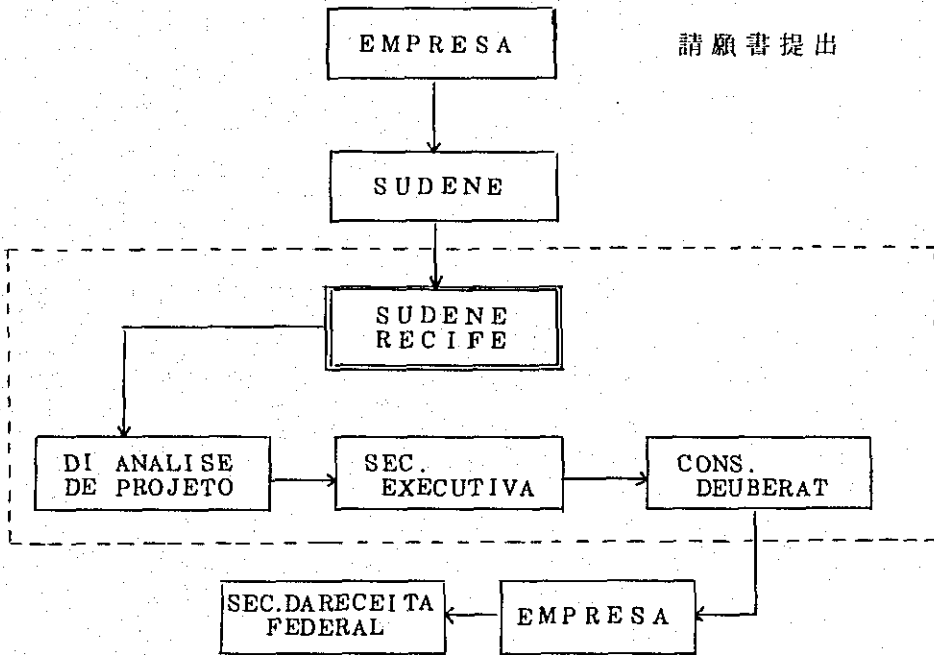 EMPRESA
請願書提出
SUDENE
SUDENE
RECIFE
DI ANALISE
DE PROJETO
SEC.
EXECUTIVA
CONS.
DEUBERAT
SEC.DARECEITA
FEDERAL
EMPRESA